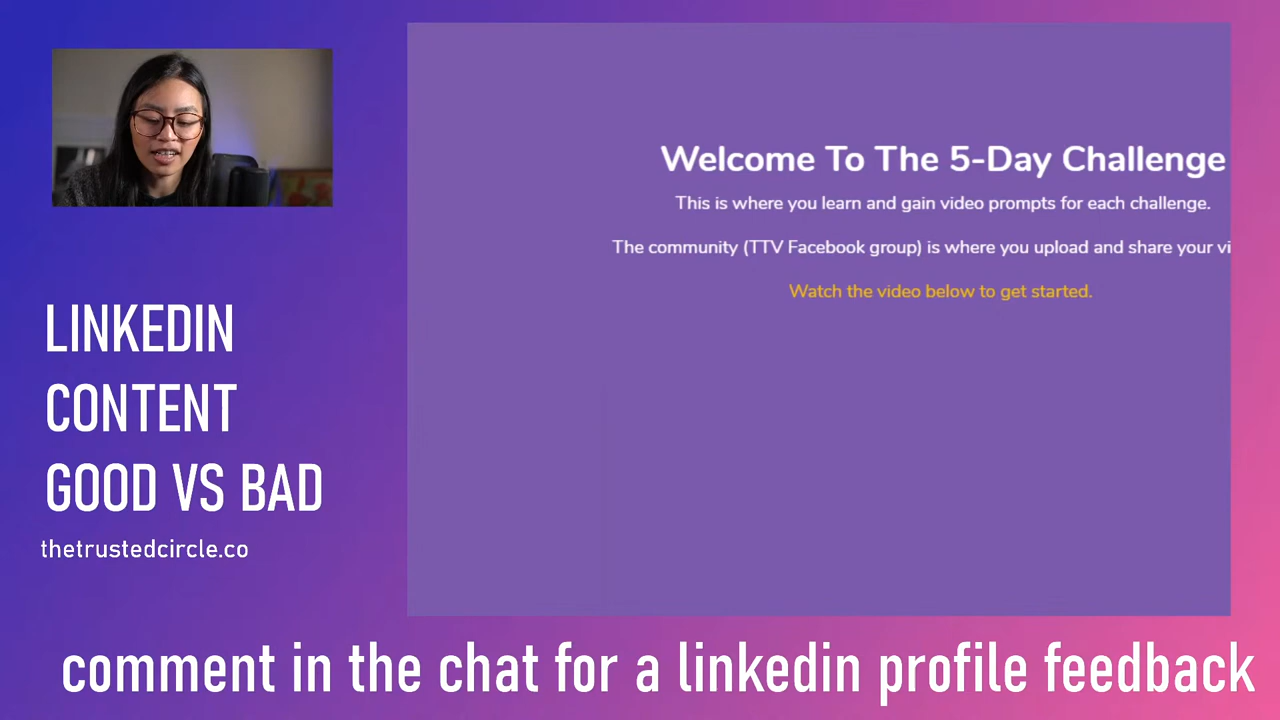 Welcome To The 5-Day Challenge
This is where you learn and gain video prompts for each challenge.
The community (TTV Facebook group) is where you upload and share your vi
Watch the video below to get started.
LINKEDIN
CONTENT
GOOD VS BAD
thetrustedcircle.co
comment in the chat for a linkedin profile feedback